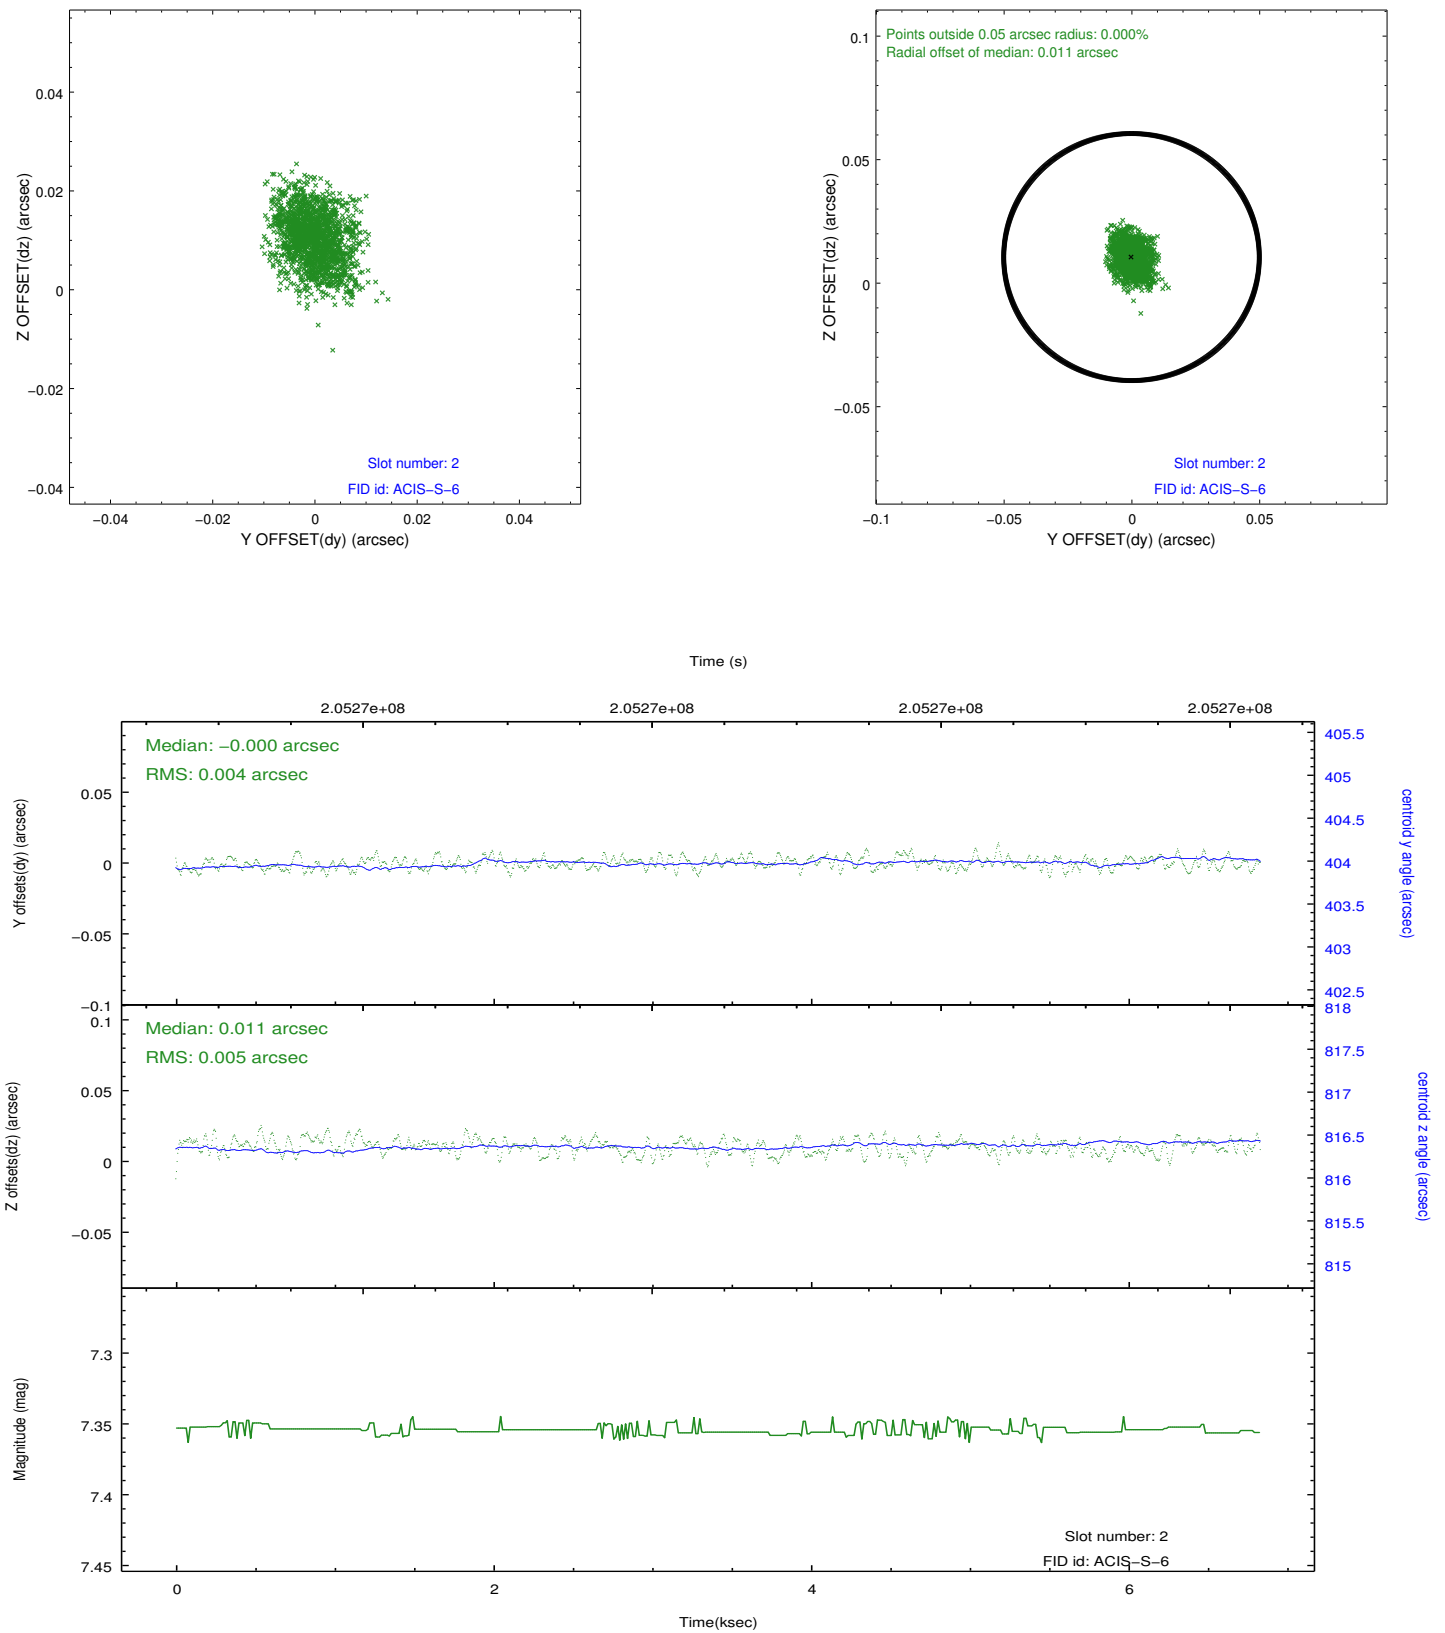 0.04
0.02
0
−0.02
−0.04
Z OFFSET(dz) (arcsec)
Slot number: 2
FID id: ACIS−S−6
−0.04
−0.02
0
0.02
0.04
Y OFFSET(dy) (arcsec)
Points outside 0.05 arcsec radius: 0.000%
Radial offset of median: 0.011 arcsec
0.1
0.05
0
−0.05
Z OFFSET(dz) (arcsec)
Slot number: 2
FID id: ACIS−S−6
−0.1
−0.05
0
0.05
Y OFFSET(dy) (arcsec)
Time (s)
2.0527e+08
2.0527e+08
2.0527e+08
2.0527e+08
Median: −0.000 arcsec
RMS: 0.004 arcsec
0.05
0
−0.05
−0.1
Y offsets(dy) (arcsec)
405.5
405
404.5
404
403.5
403
402.5
centroid y angle (arcsec)
Median: 0.011 arcsec
RMS: 0.005 arcsec
0.1
0.05
0
−0.05
Z offsets(dz) (arcsec)
818
817.5
817
816.5
816
815.5
815
centroid z angle (arcsec)
7.3
7.35
7.4
7.45
Magnitude (mag)
Slot number: 2
FID id: ACIS−S−6
0
2
4
6
Time(ksec)